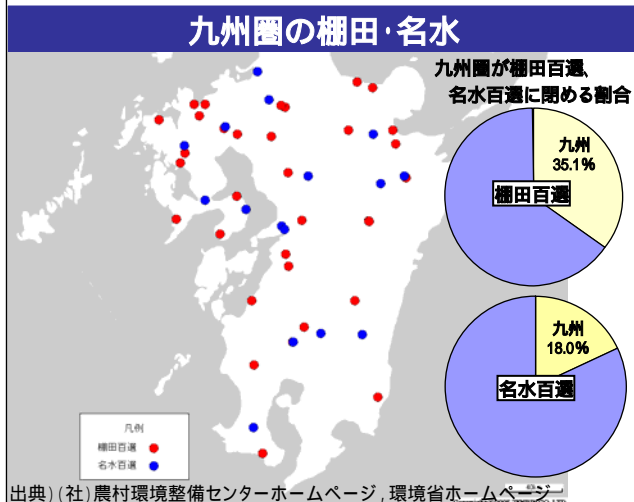 九州圏の棚田･名水
九州圏が棚田百選、
名水百選に閉める割合
九州
35.1%
棚田百選
九州
18.0%
名水百選
凡例
棚田百選
名水百選
出典)(社)農村環境整備センターホームページ,環境省ホームページ